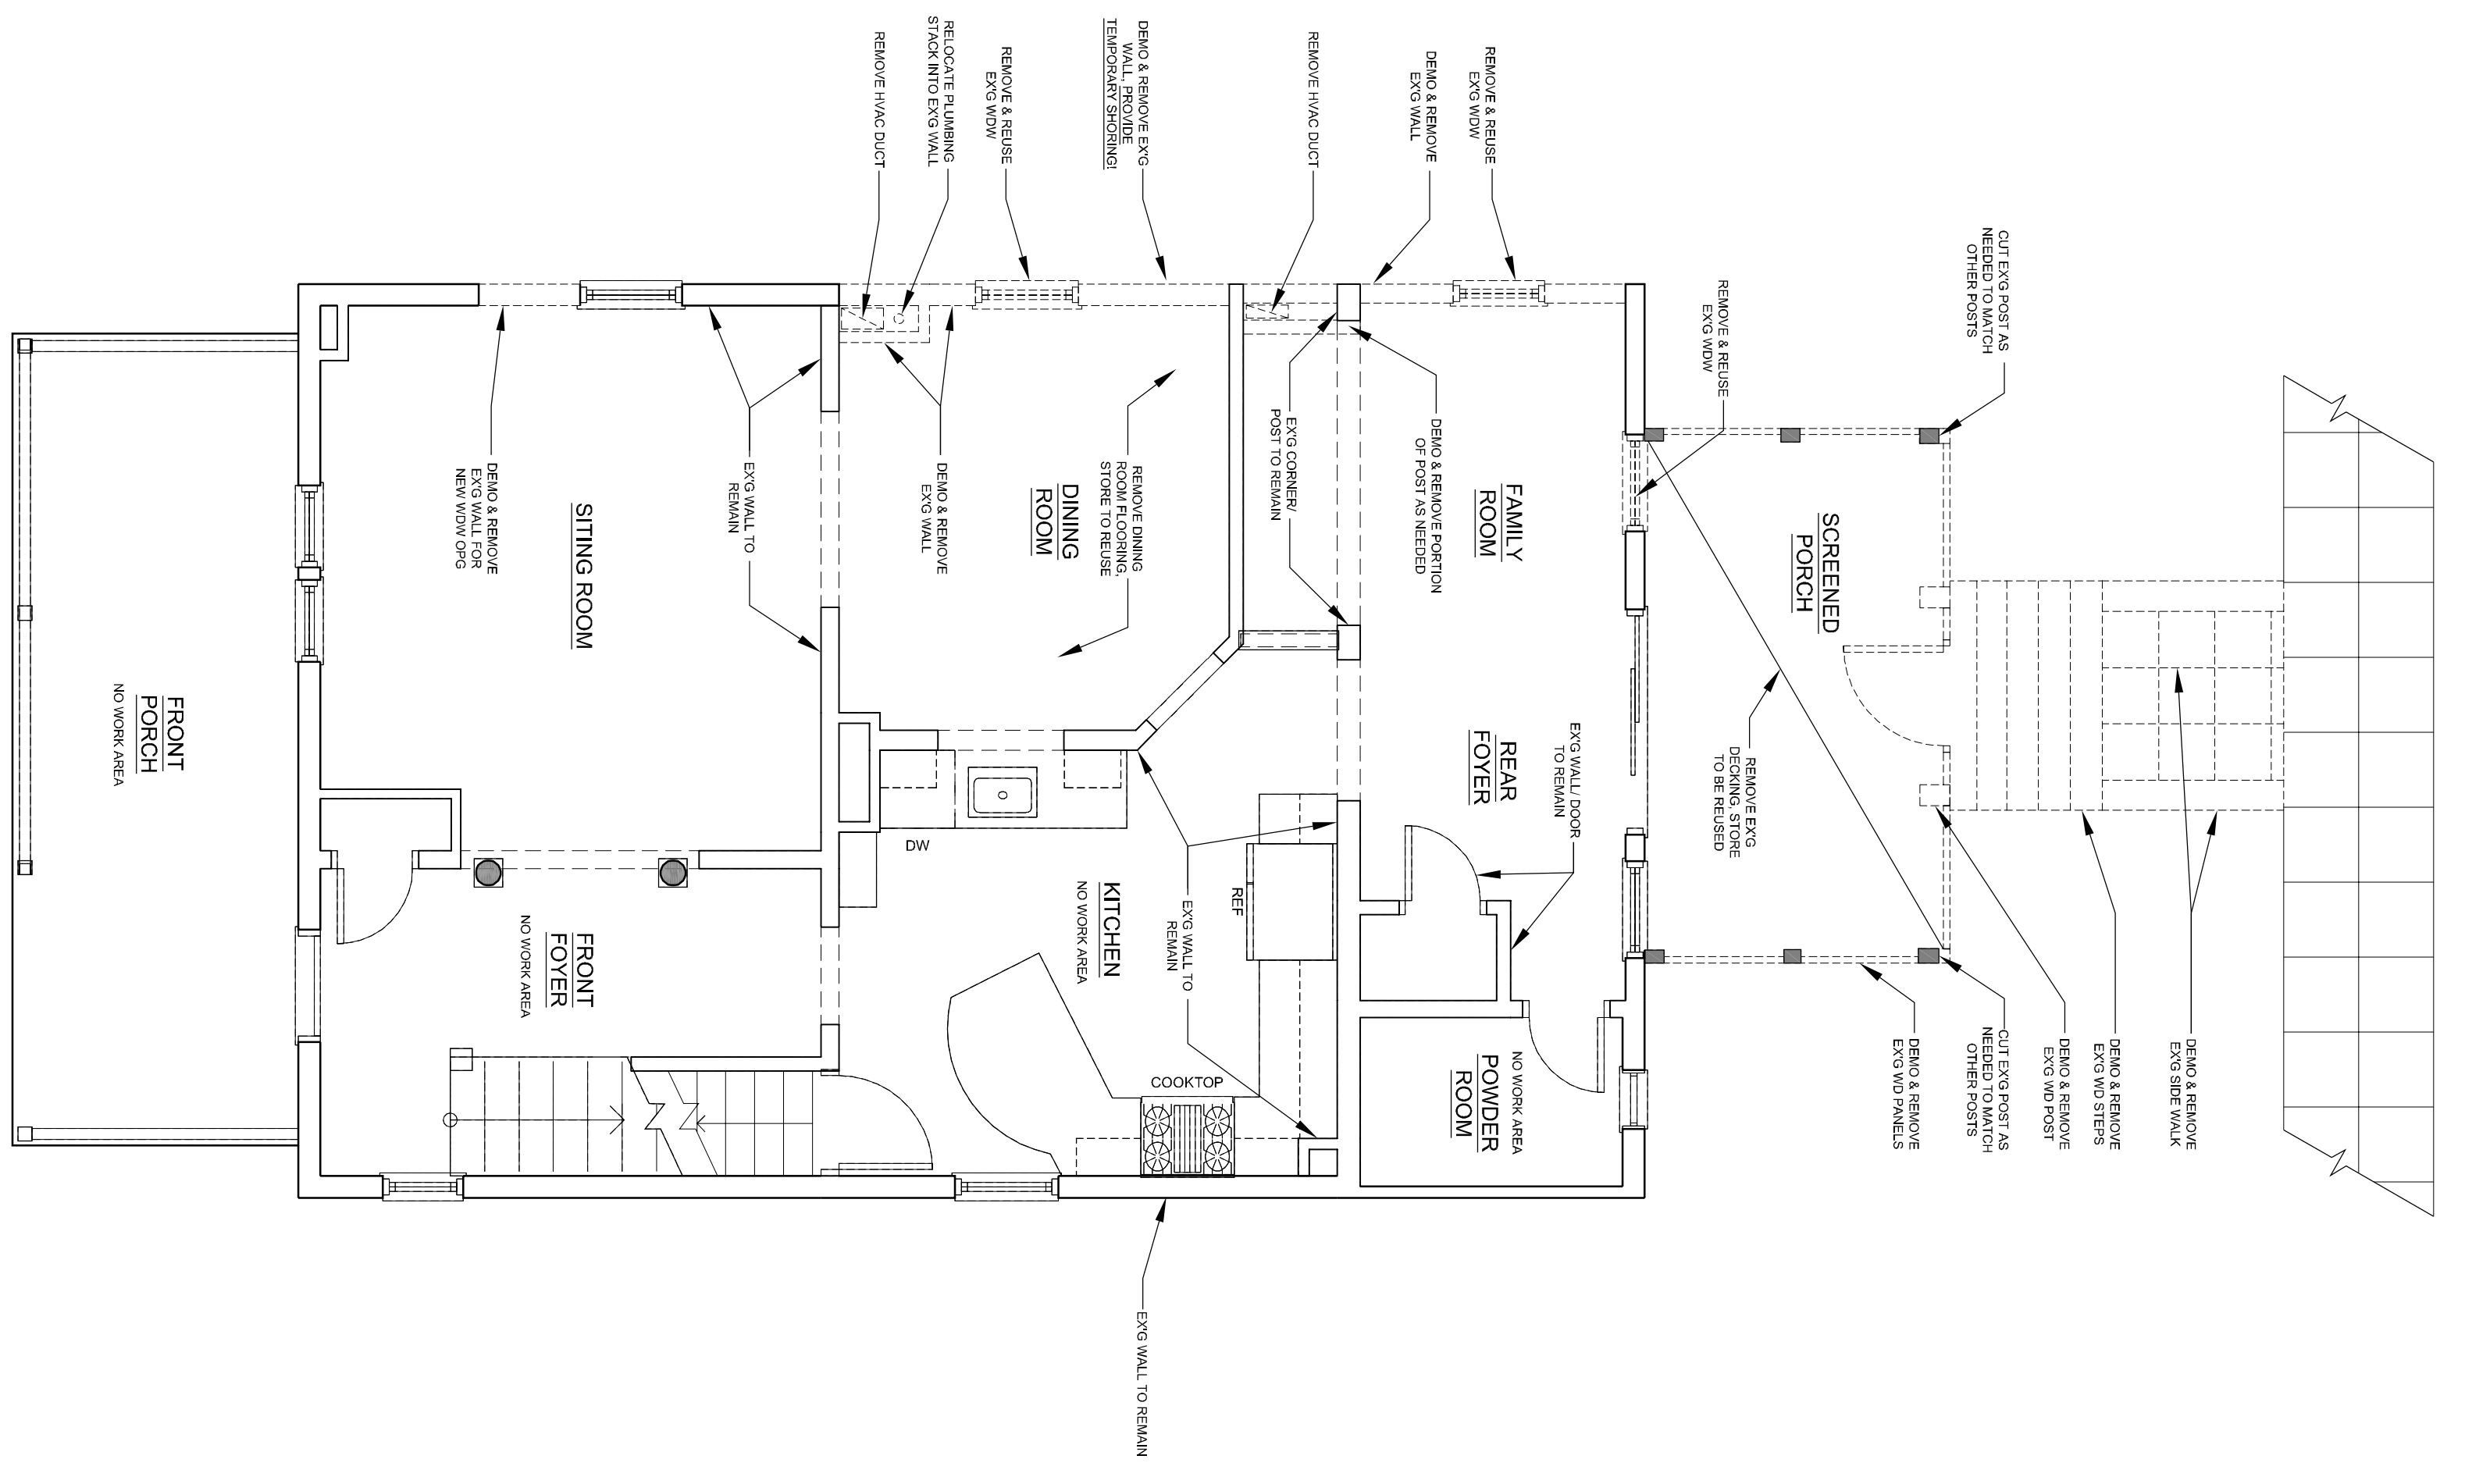 CUT EX'G POST AS
NEEDED TO MATCH
OTHER POSTS
DEMO & REMOVE
EX'G SIDE WALK
DEMO & REMOVE
EX'G WD STEPS
DEMO & REMOVE
EX'G WD POST
CUT EX'G POST AS
NEEDED TO MATCH
OTHER POSTS
DEMO & REMOVE
EX'G WD PANELS
SCREENED
PORCH
REMOVE EX'G
DECKING, STORE
TO BE REUSED
REMOVE & REUSE
EX'G WDW
REMOVE & REUSE
EX'G WDW
FAMILY
ROOM
REAR
FOYER
EX'G WALL/ DOOR
TO REMAIN
NO WORK AREA
POWDER
ROOM
DEMO & REMOVE
EX'G WALL
DEMO & REMOVE PORTION
OF POST AS NEEDED
REMOVE HVAC DUCT
EX'G CORNER/
POST TO REMAIN
REF
EX'G WALL TO
REMAIN
COOKTOP
DEMO & REMOVE EX'G
WALL, PROVIDE
TEMPORARY SHORING!
REMOVE DINING
ROOM FLOORING,
STORE TO REUSE
DINING
ROOM
KITCHEN
NO WORK AREA
EX'G WALL TO REMAIN
REMOVE & REUSE
EX'G WDW
RELOCATE PLUMBING
STACK INTO EX'G WALL
DEMO & REMOVE
EX'G WALL
DW
REMOVE HVAC DUCT
EX'G WALL TO
REMAIN
SITING ROOM
FRONT
FOYER
NO WORK AREA
DEMO & REMOVE
EX'G WALL FOR
NEW WDW OPG
FRONT
PORCH
NO WORK AREA